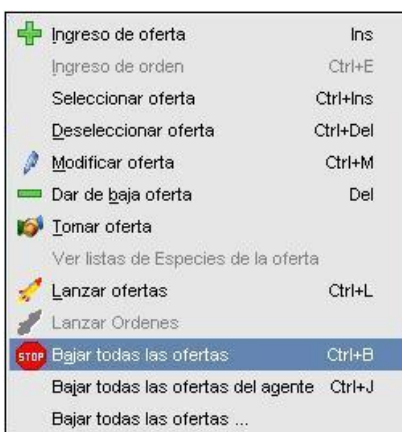 Ingreso de oferta Ins
Ingreso de orden Ctrl+E
Seleccionar oferta Ctrl+Ins
Deseleccionar oferta Ctrl+Del
Modificar oferta Ctrl+M
Dar de baja oferta Del
Tomar oferta
Ver listas de Especies de la oferta
Lanzar ofertas Ctrl+L
Lanzar Ordenes
STOP Bajar todas las ofertas Ctrl+B
Bajar todas las ofertas del agente Ctrl+J
Bajar todas las ofertas ...